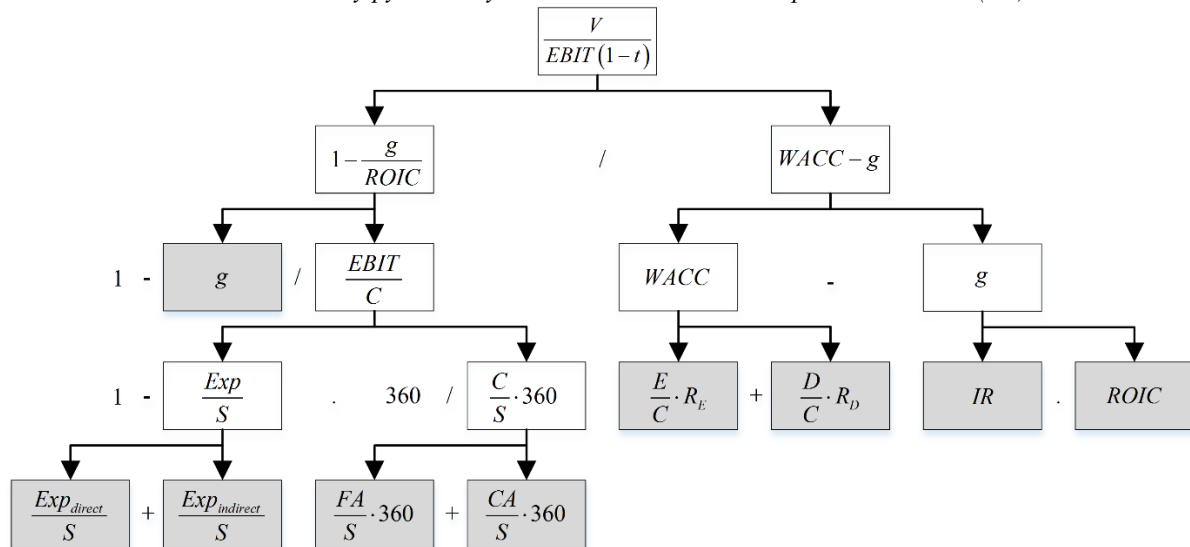 V / EBIT(1−t)
1 − g / ROIC / WACC − g
1 - g / EBIT / C WACC - g
1 - Exp / S . 360 / C / S · 360 E / C · R_E + D / C · R_D IR . ROIC
Exp_direct / S + Exp_indirect / S FA / S · 360 + CA / S · 360